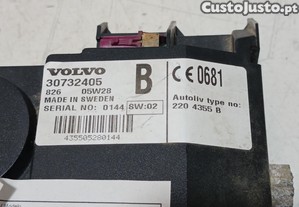 CustoJusto.pt
VOLVO
30732405
826 05W28
MADE IN SWEDEN
SERIAL NO: 0144 SW:02
B
CE 0681
Autoliv type no:
220 4355 B
435505280144